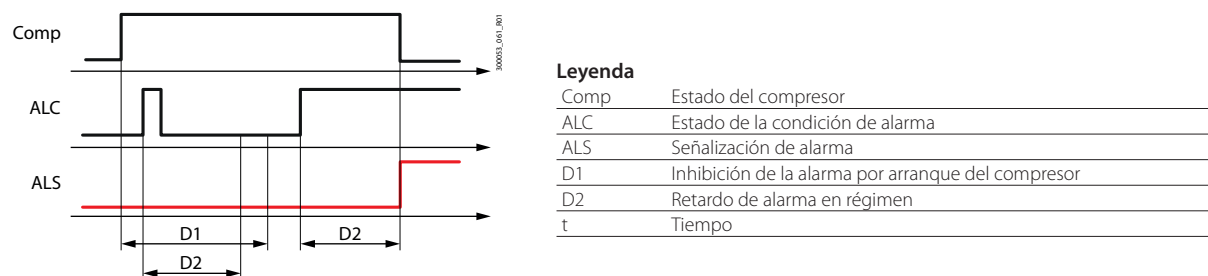 Comp
ALC
ALS
D1
D2
D2
300053_061_R01
Leyenda
Comp Estado del compresor
ALC Estado de la condición de alarma
ALS Señalización de alarma
D1 Inhibición de la alarma por arranque del compresor
D2 Retardo de alarma en régimen
t Tiempo